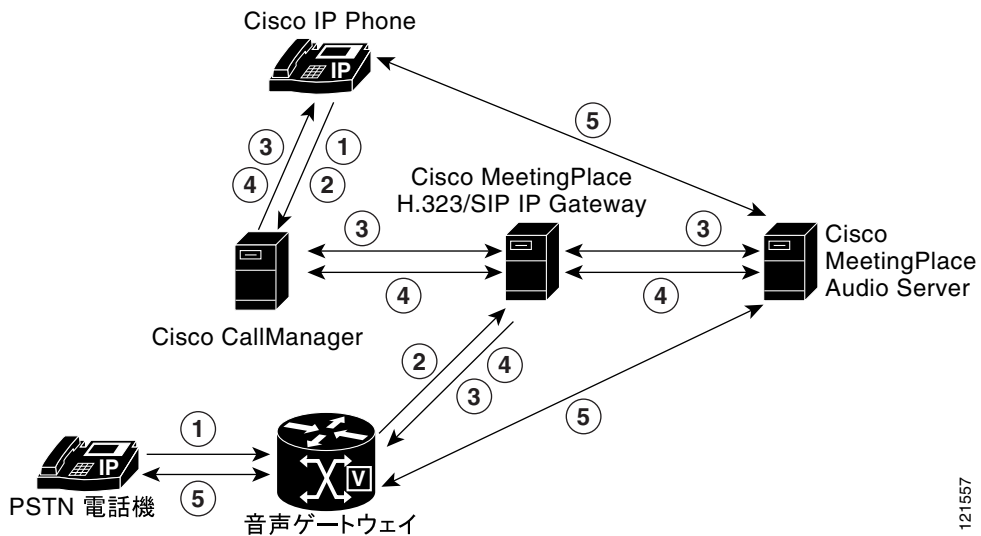 Cisco IP Phone
IP
5
3
1
4
2
Cisco MeetingPlace
H.323/SIP IP Gateway
3
3
Cisco
MeetingPlace
Audio Server
4
4
Cisco CallManager
2
4
3
5
1
IP
5
V
PSTN 電話機
音声ゲートウェイ
121557